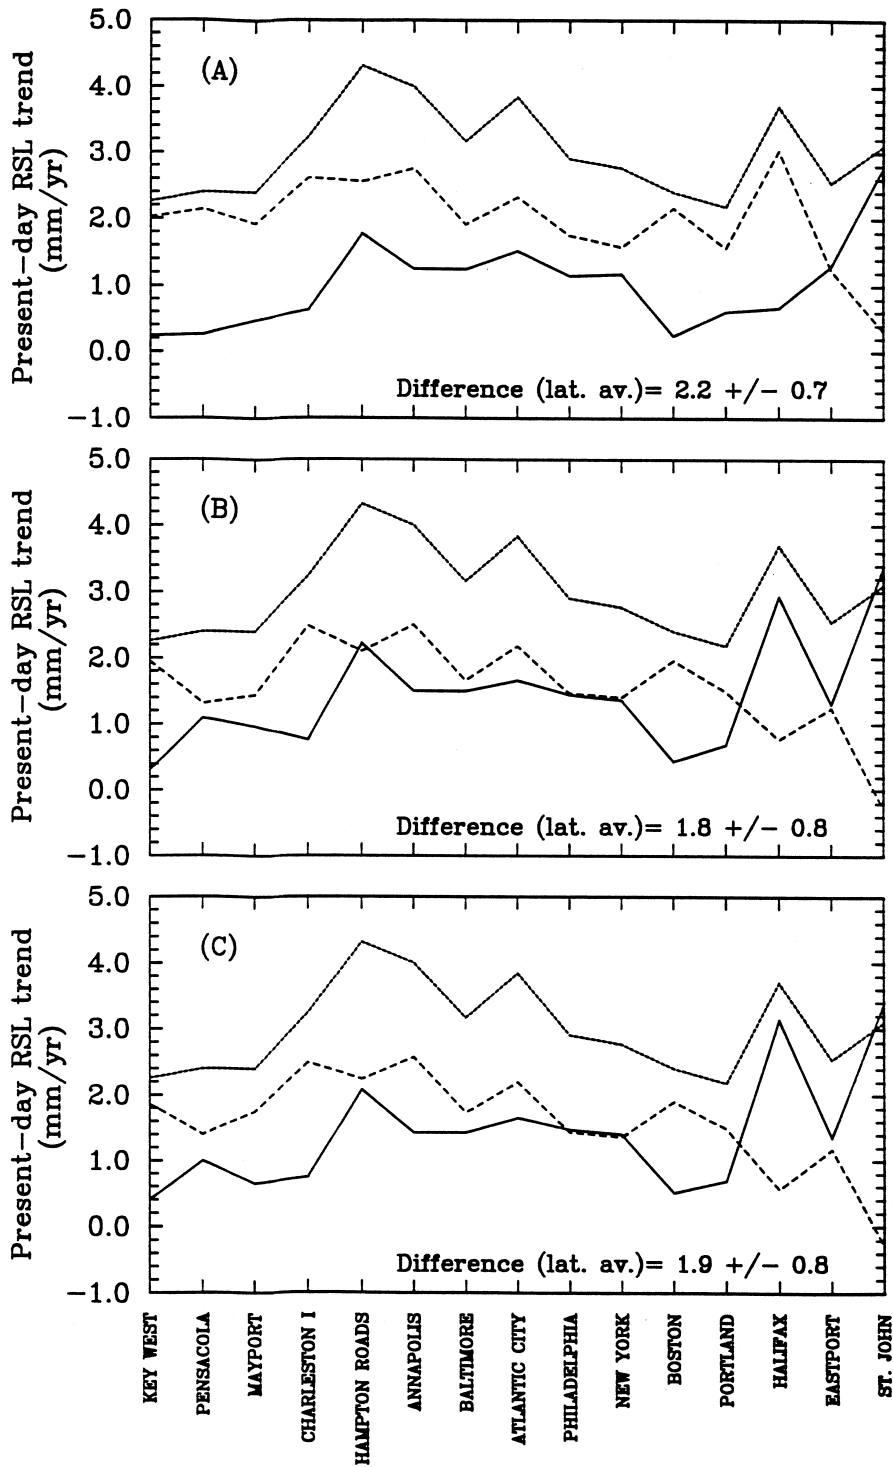 5.0
4.0
3.0
2.0
1.0
0.0
−1.0
Present−day RSL trend
(mm/yr)
(A)
Difference (lat. av.)= 2.2 +/− 0.7
5.0
4.0
3.0
2.0
1.0
0.0
−1.0
Present−day RSL trend
(mm/yr)
(B)
Difference (lat. av.)= 1.8 +/− 0.8
5.0
4.0
3.0
2.0
1.0
0.0
−1.0
Present−day RSL trend
(mm/yr)
(C)
Difference (lat. av.)= 1.9 +/− 0.8
KEY WEST
PENSACOLA
MAYPORT
CHARLESTON I
HAMPTON ROADS
ANNAPOLIS
BALTIMORE
ATLANTIC CITY
PHILADELPHIA
NEW YORK
BOSTON
PORTLAND
HALIFAX
EASTPORT
ST. JOHN